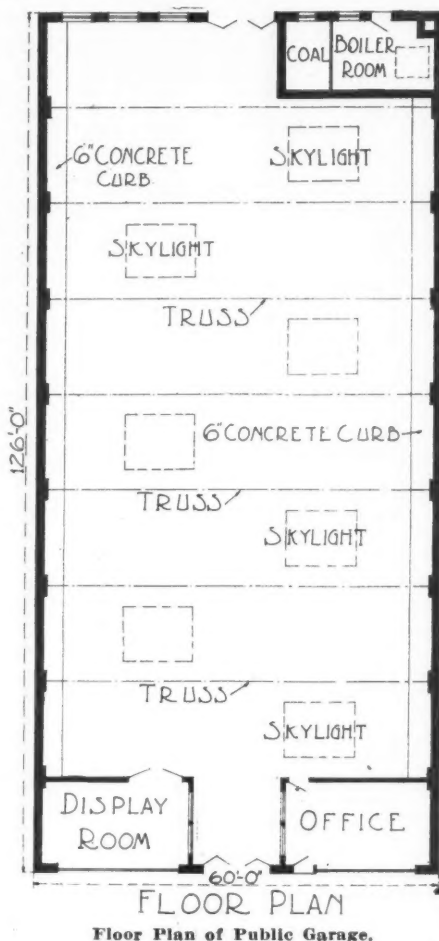 COAL
BOILER
ROOM
6" CONCRETE
CURB
SKYLIGHT
SKYLIGHT
TRUSS
126'-0"
6" CONCRETE CURB
TRUSS
SKYLIGHT
TRUSS
SKYLIGHT
DISPLAY
ROOM
OFFICE
60'-0"
FLOOR PLAN
Floor Plan of Public Garage.